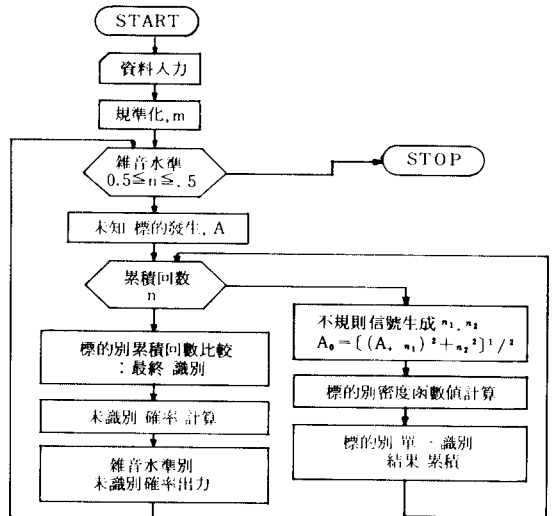 START
資料入力
規準化, m
雜音水準
0.5≦n≦.5
STOP
未知 標的發生, A
累積回數
n
不規則信號生成 n₁, n₂
A₀=〔(A, n₁)²+n₂²〕¹/²
標的別累積回數比較
: 最終 識別
標的別密度函數値計算
未識別 確率 計算
標的別 單一 識別
結果 累積
雜音水準別
未識別確率出力